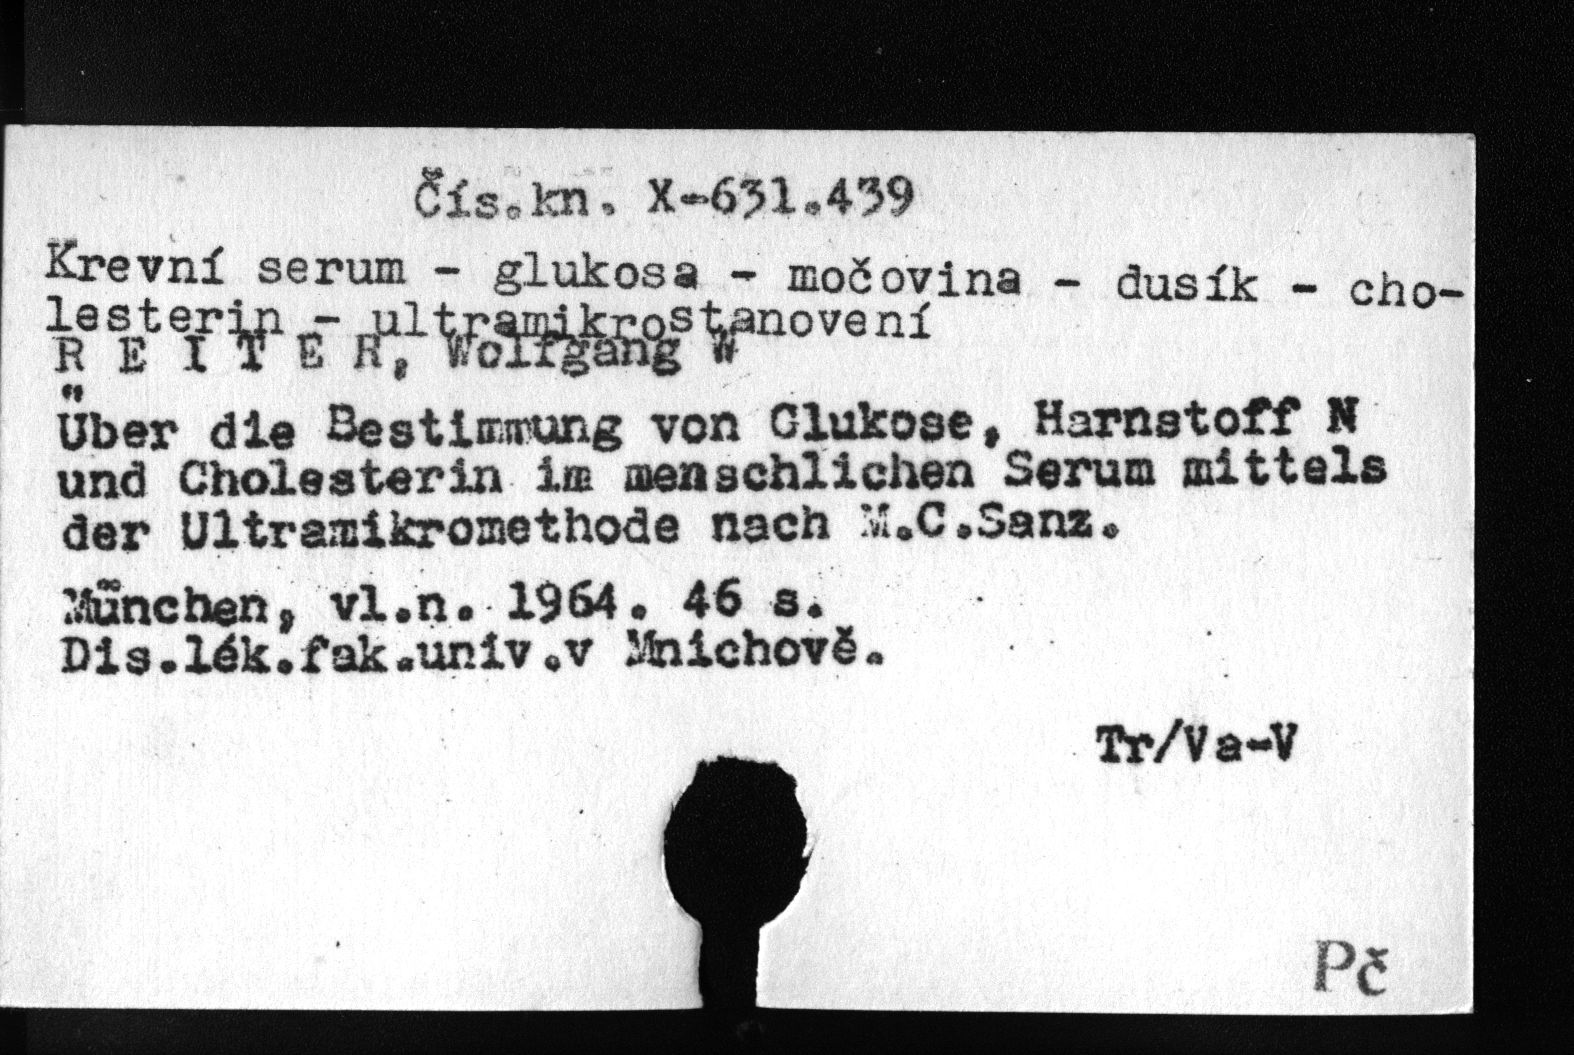 Čís.kn. X-631.439
Krevní serum - glukosa - močovina - dusík - cho-
lesterin - ultramikrostanovení
R E I T E R, Wolfgang W
Über die Bestimmung von Glukose, Harnstoff N
und Cholesterin im menschlichen Serum mittels
der Ultramikromethode nach M.C.Sanz.
München, vl.n. 1964. 46 s.
Dis.lék.fak.univ.v Mnichově.
Tr/Va-V
Pč